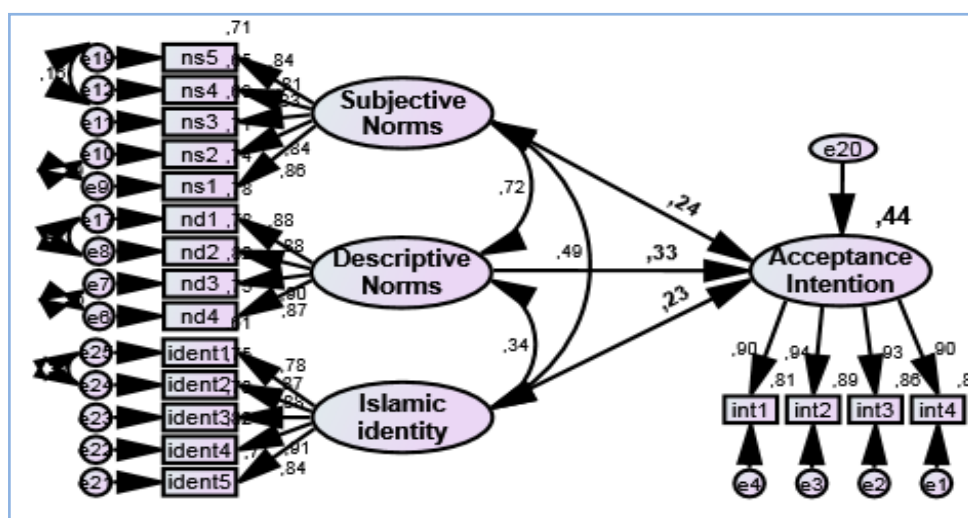 ,71
e19 ns5 ,84
e12 ns4 ,81
e11 ns3
e10 ns2 ,84
e9 ns1 ,86
Subjective
Norms
e17 nd1 ,88
e8 nd2 ,88
e7 nd3 ,90
e6 nd4 ,87
Descriptive
Norms
e25 ident1 ,78
e24 ident2 ,87
e23 ident3
e22 ident4 ,91
e21 ident5 ,84
Islamic
identity
,72
,49
,34
,24
,33
,23
e20
,44
Acceptance
Intention
,90 ,94 ,93 ,90
,81 ,89 ,86
int1 int2 int3 int4
e4 e3 e2 e1